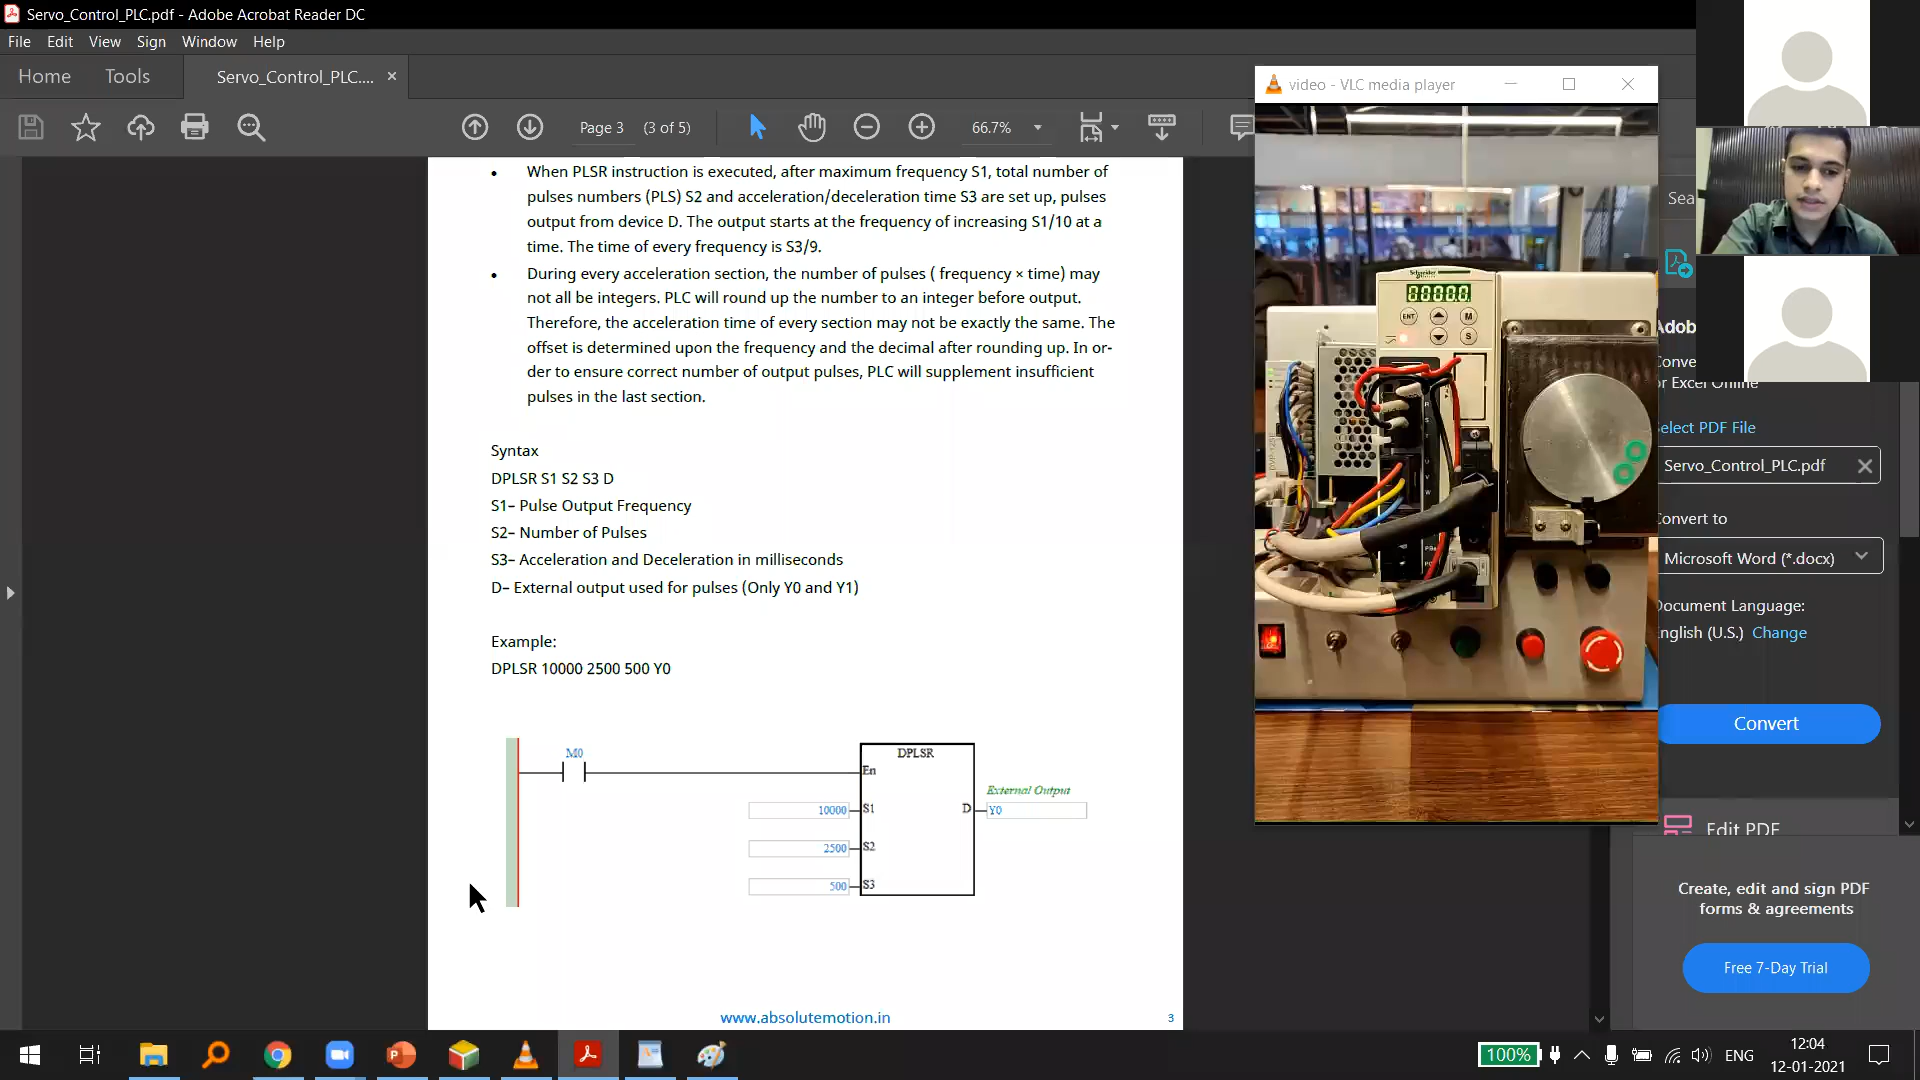 Servo_Control_PLC.pdf - Adobe Acrobat Reader DC
File Edit View Sign Window Help
Home Tools Servo_Control_PLC.... ×
Page 3 (3 of 5) 66.7%
When PLSR instruction is executed, after maximum frequency S1, total number of
pulses numbers (PLS) S2 and acceleration/deceleration time S3 are set up, pulses
output from device D. The output starts at the frequency of increasing S1/10 at a
time. The time of every frequency is S3/9.
During every acceleration section, the number of pulses ( frequency × time) may
not all be integers. PLC will round up the number to an integer before output.
Therefore, the acceleration time of every section may not be exactly the same. The
offset is determined upon the frequency and the decimal after rounding up. In or-
der to ensure correct number of output pulses, PLC will supplement insufficient
pulses in the last section.
Syntax
DPLSR S1 S2 S3 D
S1– Pulse Output Frequency
S2– Number of Pulses
S3– Acceleration and Deceleration in milliseconds
D– External output used for pulses (Only Y0 and Y1)
Example:
DPLSR 10000 2500 500 Y0
M0
DPLSR
En
External Output
10000 S1 D Y0
2500 S2
500 S3
www.absolutemotion.in 3
video - VLC media player
Schneider
00000
ENT M
S
Sea
Adob
Conve
or Excel Online
elect PDF File
Servo_Control_PLC.pdf
Convert to
Microsoft Word (*.docx)
Document Language:
nglish (U.S.) Change
Convert
Edit PDF
Create, edit and sign PDF
forms & agreements
Free 7-Day Trial
100% ENG
12:04
12-01-2021